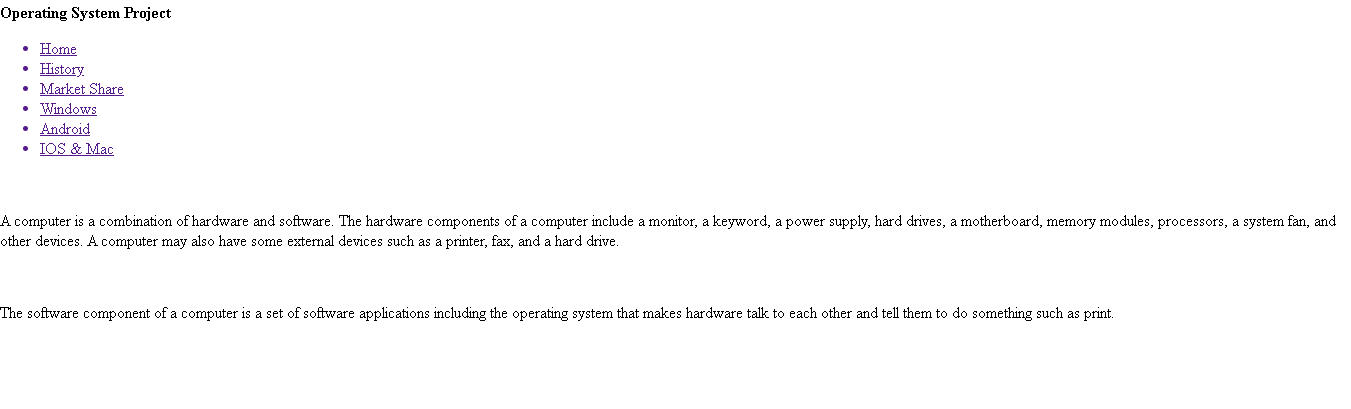 Operating System Project
Home
History
Market Share
Windows
Android
IOS & Mac
A computer is a combination of hardware and software. The hardware components of a computer include a monitor, a keyword, a power supply, hard drives, a motherboard, memory modules, processors, a system fan, and
other devices. A computer may also have some external devices such as a printer, fax, and a hard drive.
The software component of a computer is a set of software applications including the operating system that makes hardware talk to each other and tell them to do something such as print.